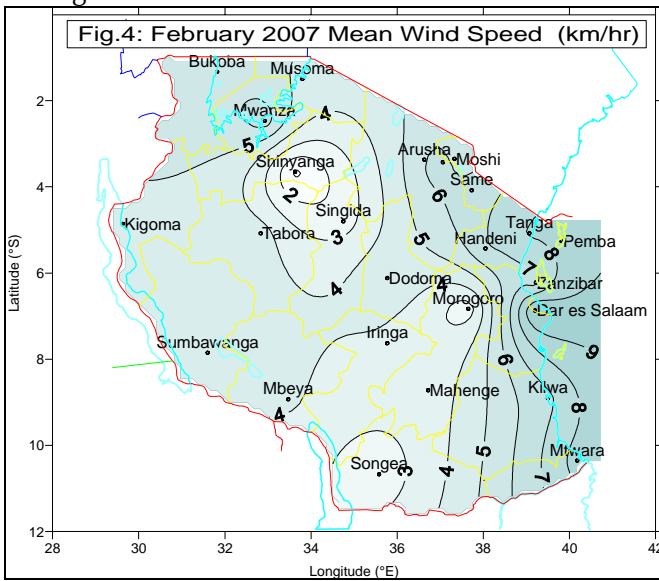 Fig.4: February 2007 Mean Wind Speed (km/hr)
Bukoba
Musoma
2
Mwanza
4
5
Arusha
Moshi
Shinyanga
4
2
6
Same
Singida
Kigoma
Tabora
3
5
Tanga
Handeni
8
Pemba
Latitude (°S)
6
4
Dodoma
4
7
Zanzibar
Morogoro
Dar es Salaam
Iringa
Sumbawanga
6
9
8
Mbeya
Mahenge
Kilwa
4
8
10
Songea
3
4
5
7
Mtwara
12
28
30
32
34
36
38
40
42
Longitude (°E)